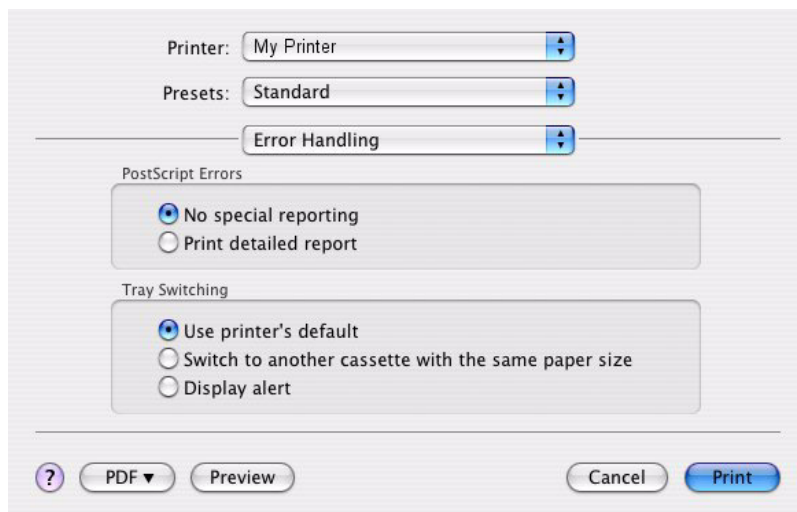 Printer: My Printer
Presets: Standard
Error Handling
PostScript Errors
No special reporting
Print detailed report
Tray Switching
Use printer's default
Switch to another cassette with the same paper size
Display alert
? PDF ▼ Preview Cancel Print